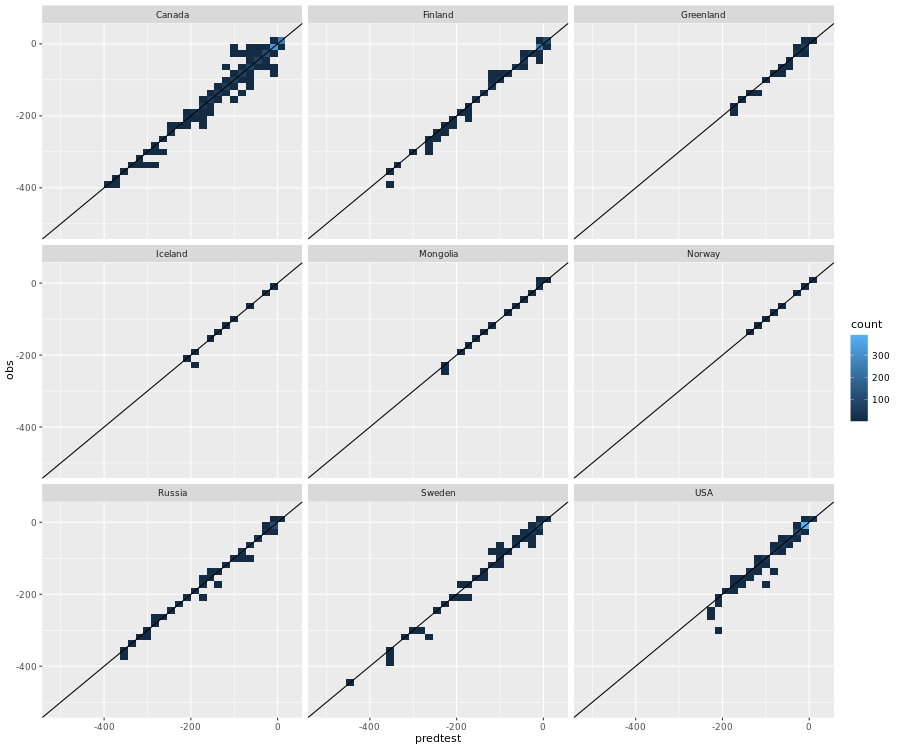 Canada
Finland
Greenland
0
-200
-400
Iceland
Mongolia
Norway
0
-200
-400
obs
count
300
200
100
Russia
Sweden
USA
0
-200
-400
-400 -200 0
-400 -200 0
-400 -200 0
predtest